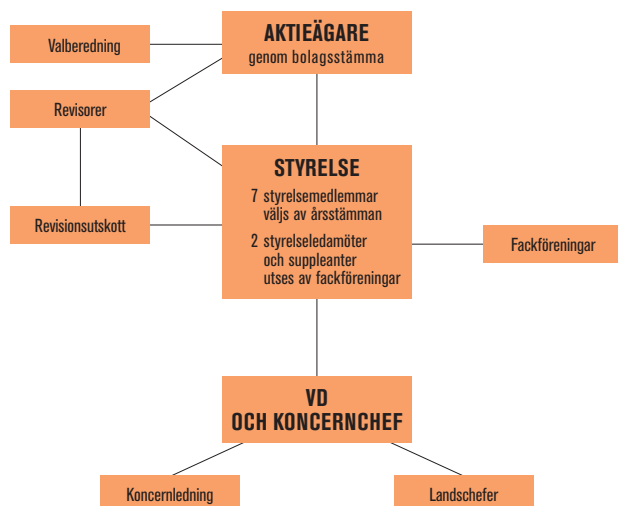 AKTIEÄGARE
genom bolagsstämma
Valberedning
Revisorer
STYRELSE
7 styrelsemedlemmar
väljs av årsstämman
2 styrelseledamöter
och suppleanter
utses av fackföreningar
Revisionsutskott
Fackföreningar
VD
OCH KONCERNCHEF
Koncernledning
Landschefer